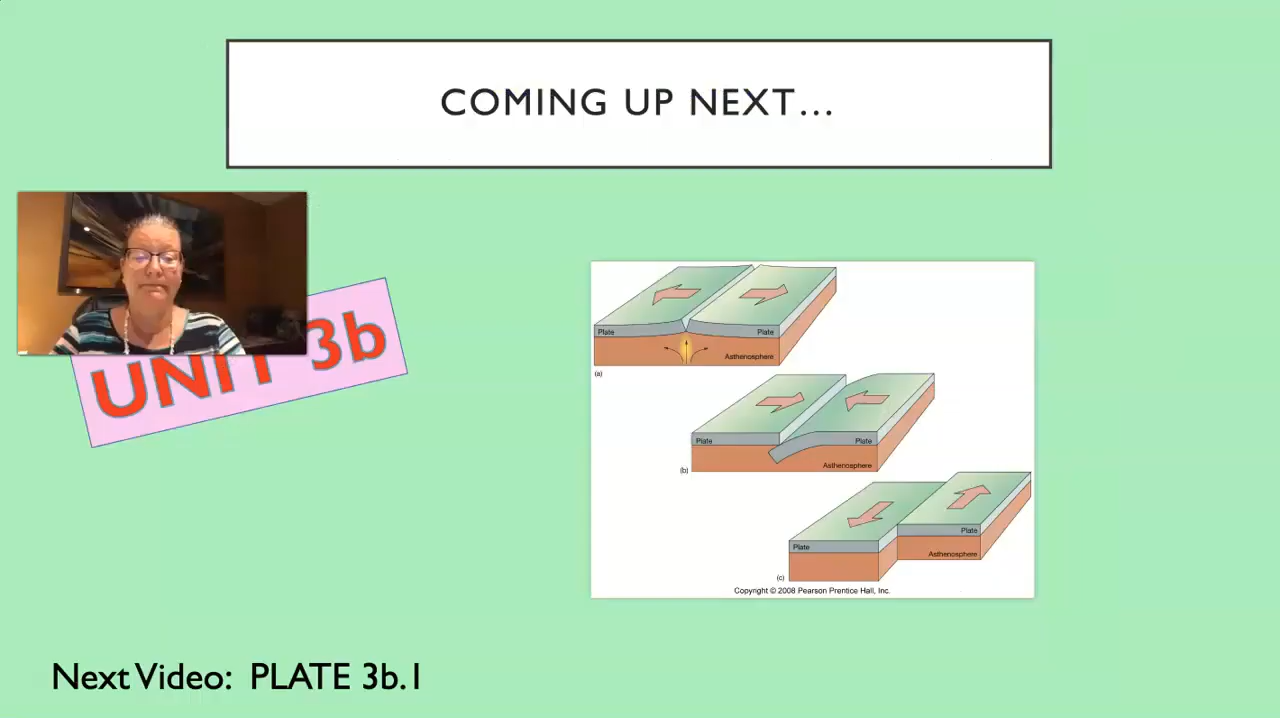 COMING UP NEXT...
UNIT 3b
Plate
Plate
Asthenosphere
(a)
Plate
Plate
Asthenosphere
(b)
Plate
Plate
Asthenosphere
(c)
Copyright © 2008 Pearson Prentice Hall, Inc.
Next Video: PLATE 3b.1